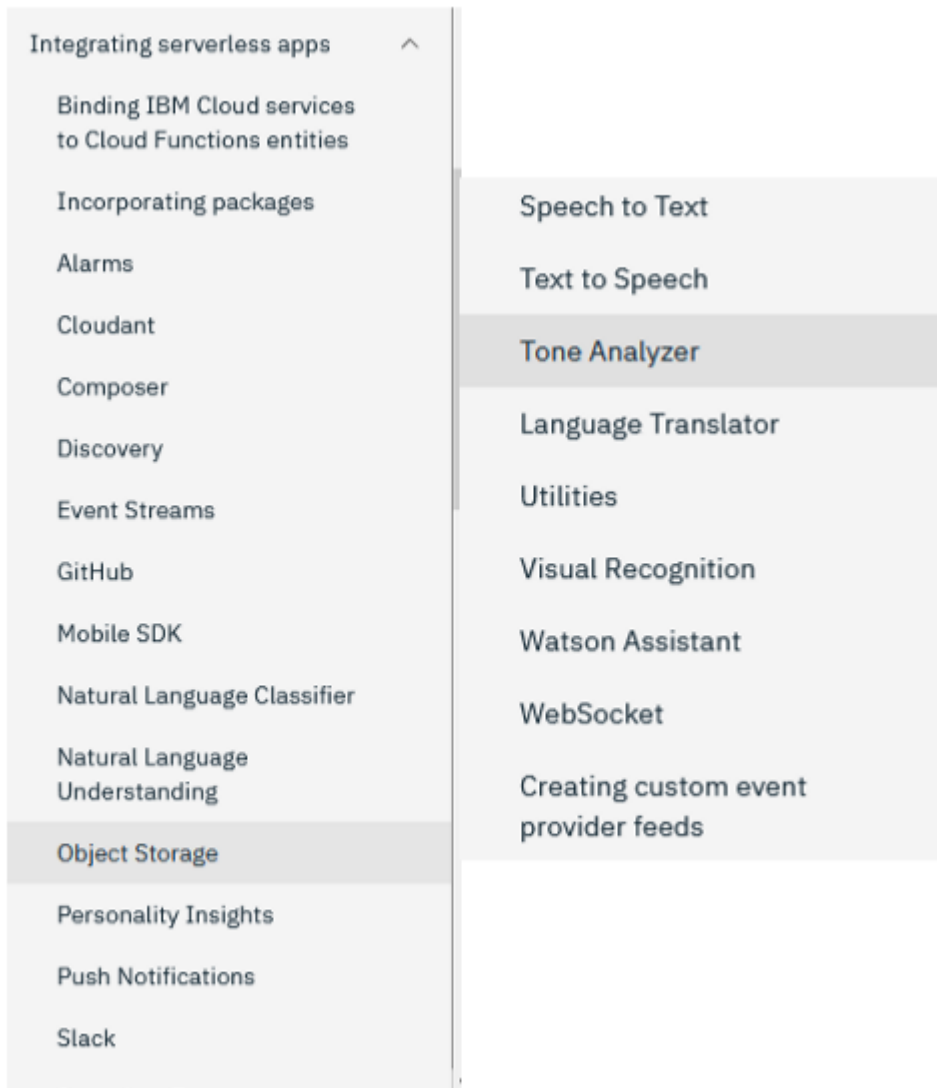 Integrating serverless apps
Binding IBM Cloud services
to Cloud Functions entities
Incorporating packages
Alarms
Cloudant
Composer
Discovery
Event Streams
GitHub
Mobile SDK
Natural Language Classifier
Natural Language
Understanding
Object Storage
Personality Insights
Push Notifications
Slack
Speech to Text
Text to Speech
Tone Analyzer
Language Translator
Utilities
Visual Recognition
Watson Assistant
WebSocket
Creating custom event
provider feeds